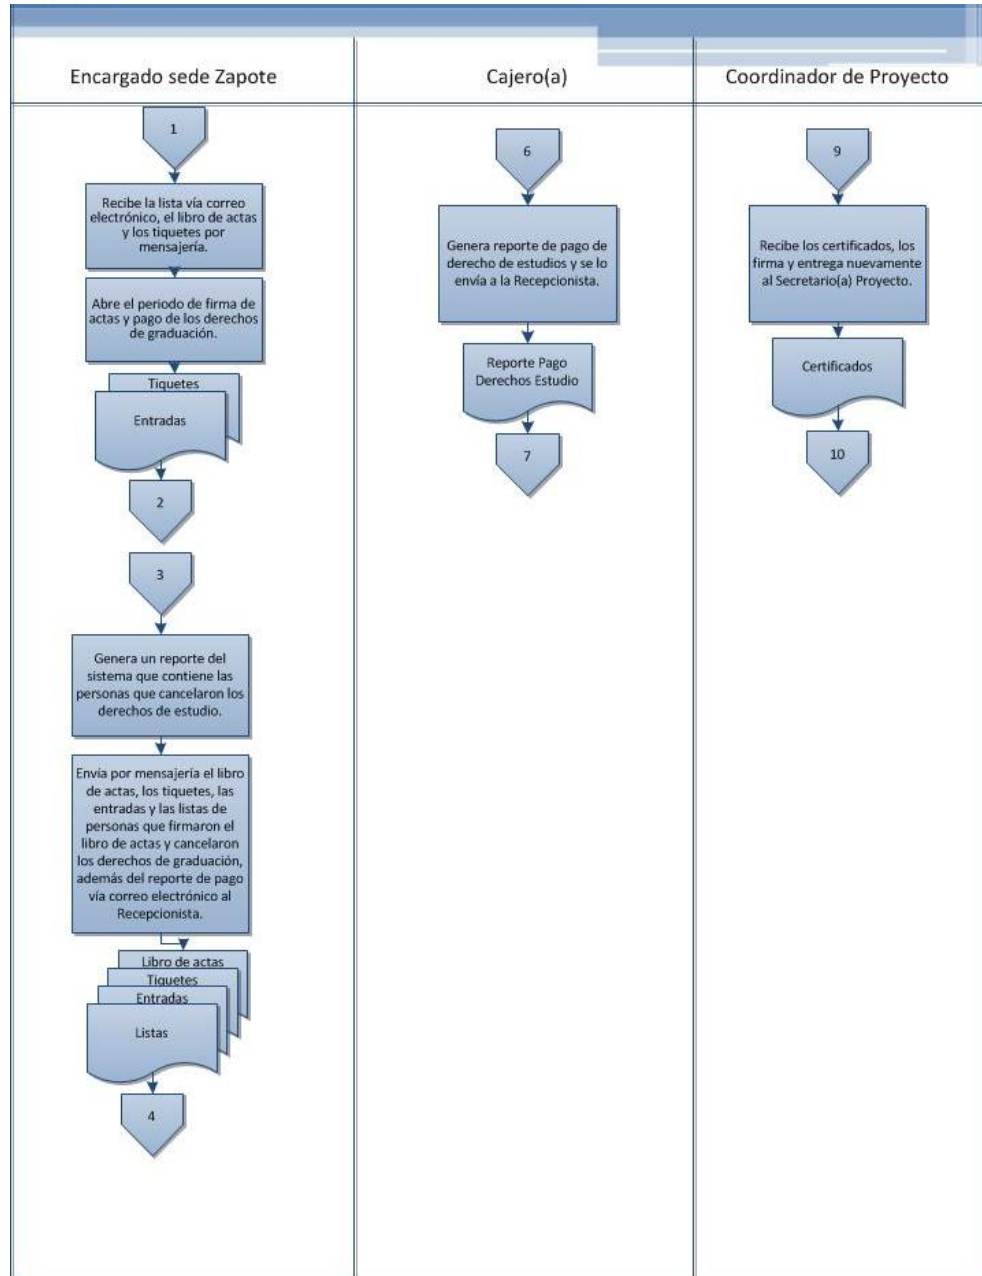 Encargado sede Zapote
Cajero(a)
Coordinador de Proyecto
1
Recibe la lista vía correo
electrónico, el libro de actas
y los tiquetes por
mensajería.
Abre el periodo de firma de
actas y pago de los derechos
de graduación.
Tiquetes
Entradas
2
3
Genera un reporte del
sistema que contiene las
personas que cancelaron los
derechos de estudio.
Envía por mensajería el libro
de actas, los tiquetes, las
entradas y las listas de
personas que firmaron el
libro de actas y cancelaron
los derechos de graduación,
además del reporte de pago
vía correo electrónico al
Recepcionista.
Libro de actas
Tiquetes
Entradas
Listas
4
6
Genera reporte de pago de
derecho de estudios y se lo
envía a la Recepcionista.
Reporte Pago
Derechos Estudio
7
9
Recibe los certificados, los
firma y entrega nuevamente
al Secretario(a) Proyecto.
Certificados
10